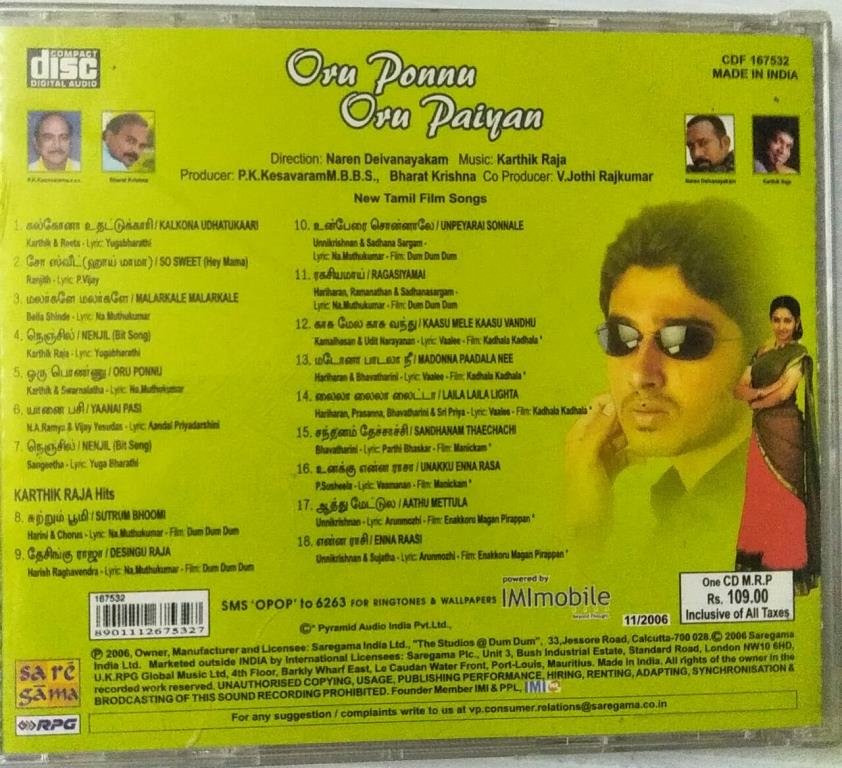 COMPACT
disc
DIGITAL AUDIO
Oru Ponnu
Oru Paiyan
CDF 167532
MADE IN INDIA
Bharat Krishna
Naren Deivanayakam
Karthik Raja
Direction: Naren Deivanayakam Music: Karthik Raja
Producer: P.K.KesavaramM.B.B.S., Bharat Krishna Co Producer: V.Jothi Rajkumar
New Tamil Film Songs
1. கல்கோனா உதட்டுக்காரி / KALKONA UDHATUKAARI
Karthik & Reeta - Lyric: Yugabharathi
2. சோ ஸ்வீட் (ஹாய் மாமா) / SO SWEET (Hey Mama)
Ranjith - Lyric: P.Vijay
3. மலர்களே மலர்களே / MALARKALE MALARKALE
Bella Shinde - Lyric: Na.Muthukumar
4. நெஞ்சில் / NENJIL (Bit Song)
Karthik Raja - Lyric: Yugabharathi
5. ஒரு பொண்ணு / ORU PONNU
Karthik & Swarnalatha - Lyric: Na.Muthukumar
6. யானை பசி / YAANAI PASI
N.A.Ramya & Vijay Yesudas - Lyric: Aandal Priyadarshini
7. நெஞ்சில் / NENJIL (Bit Song)
Sangeetha - Lyric: Yuga Bharathi
KARTHIK RAJA Hits
8. சுற்றும் பூமி / SUTRUM BHOOMI
Harini & Chorus - Lyric: Na.Muthukumar - Film: Dum Dum Dum
9. தேசிங்கு ராஜா / DESINGU RAJA
Harish Raghavendra - Lyric: Na.Muthukumar - Film: Dum Dum Dum
10. உன்பேரை சொன்னாலே / UNPEYARAI SONNALE
Unnikrishnan & Sadhana Sargam -
Lyric: Na.Muthukumar - Film: Dum Dum Dum
11. ரகசியமாய் / RAGASIYAMAI
Hariharan, Ramanathan & Sadhanasargam -
Lyric: Na.Muthukumar - Film: Dum Dum Dum
12. காசு மேல காசு வந்து / KAASU MELE KAASU VANDHU
Kamalhasan & Udit Narayanan - Lyric: Vaalee - Film: Kadhala Kadhala *
13. மடோனா பாடலா நீ / MADONNA PAADALA NEE
Hariharan & Bhavatharini - Lyric: Vaalee - Film: Kadhala Kadhala *
14. லைலா லைலா லைட்டா / LAILA LAILA LIGHTA
Hariharan, Prasanna, Bhavatharini & Sri Priya - Lyric: Vaalee - Film: Kadhala Kadhala *
15. சந்தனம் தேச்சாச்சி / SANDHANAM THAECHACHI
Bhavatharini - Lyric: Parthi Bhaskar - Film: Manickam *
16. உனக்கு என்ன ராசா / UNAKKU ENNA RASA
P.Susheela - Lyric: Vaamanan - Film: Manickam *
17. ஆத்து மேட்டுல / AATHU METTULA
Unnikrishnan - Lyric: Arunmozhi - Film: Enakkoru Magan Pirappan *
18. என்ன ராசி / ENNA RAASI
Unnikrishnan & Sujatha - Lyric: Arunmozhi - Film: Enakkoru Magan Pirappan *
167532
8901112675327
SMS 'OPOP' to 6263 FOR RINGTONES & WALLPAPERS
powered by
IMImobile
beyond though
11/2006
One CD M.R.P
Rs. 109.00
Inclusive of All Taxes
©* Pyramid Audio India Pvt.Ltd.,
℗ 2006, Owner, Manufacturer and Licensee: Saregama India Ltd., "The Studios @ Dum Dum", 33,Jessore Road, Calcutta-700 028.© 2006 Saregama
India Ltd. Marketed outside INDIA by International Licensees: Saregama Plc., Unit 3, Bush Industrial Estate, Standard Road, London NW10 6HD,
U.K.RPG Global Music Ltd, 4th Floor, Barkly Wharf East, Le Caudan Water Front, Port-Louis, Mauritius. Made in India. All rights of the owner in the
recorded work reserved. UNAUTHORISED COPYING, USAGE, PUBLISHING PERFORMANCE, HIRING, RENTING, ADAPTING, SYNCHRONISATION &
BRODCASTING OF THIS SOUND RECORDING PROHIBITED. Founder Member IMI & PPL, IMI
sa rē
gama
RPG
For any suggestion / complaints write to us at vp.consumer.relations@saregama.co.in